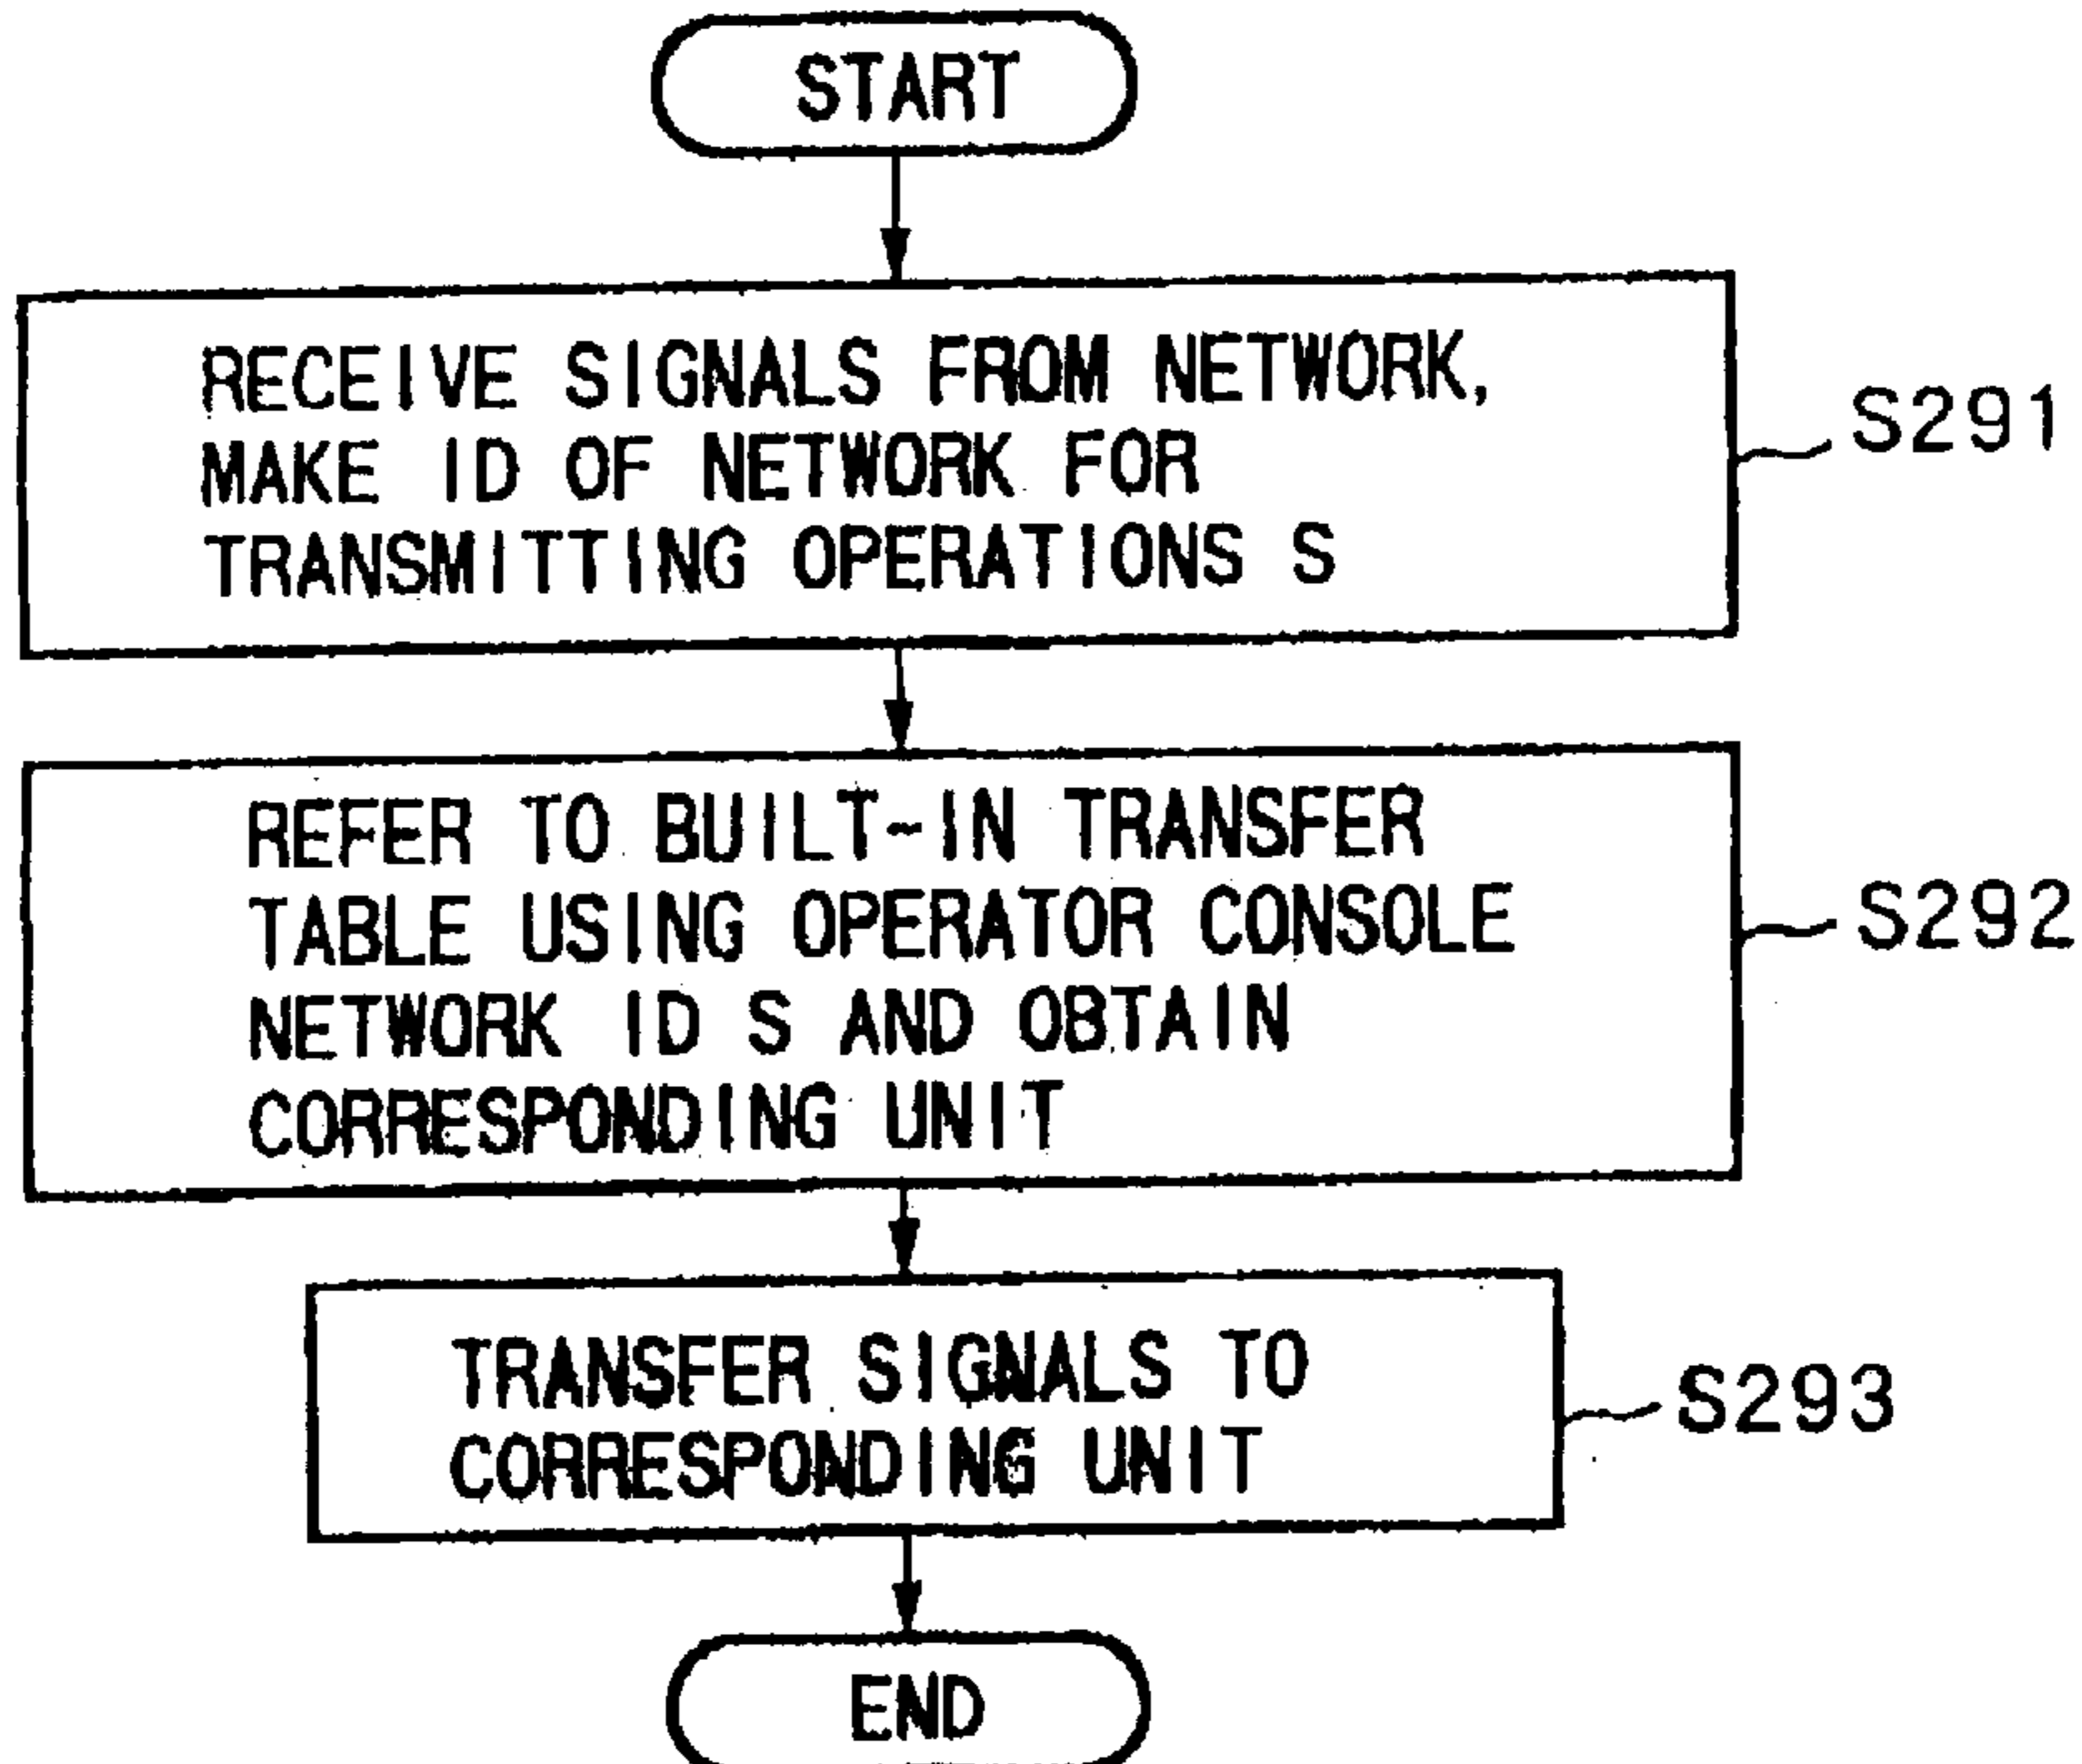 START
RECEIVE SIGNALS FROM NETWORK,
MAKE ID OF NETWORK FOR
TRANSMITTING OPERATIONS S
S291
REFER TO BUILT-IN TRANSFER
TABLE USING OPERATOR CONSOLE
NETWORK ID S AND OBTAIN
CORRESPONDING UNIT
S292
TRANSFER SIGNALS TO
CORRESPONDING UNIT
S293
END